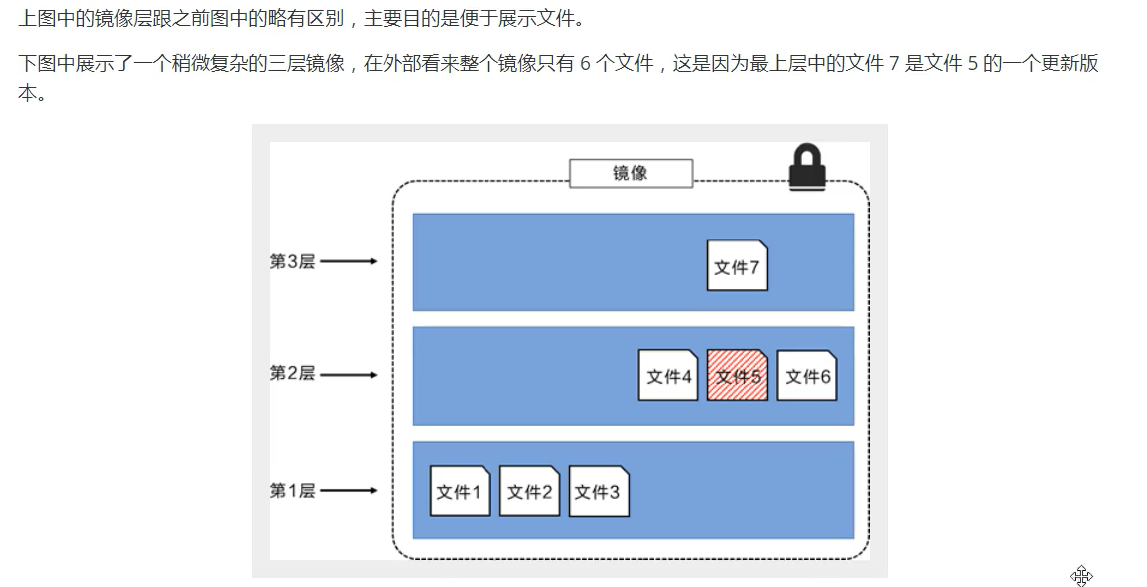 上图中的镜像层跟之前图中的略有区别，主要目的是便于展示文件。
下图中展示了一个稍微复杂的三层镜像，在外部看来整个镜像只有 6 个文件，这是因为最上层中的文件 7 是文件 5 的一个更新版
本。
镜像
第3层
文件7
第2层
文件4 文件5 文件6
第1层
文件1 文件2 文件3